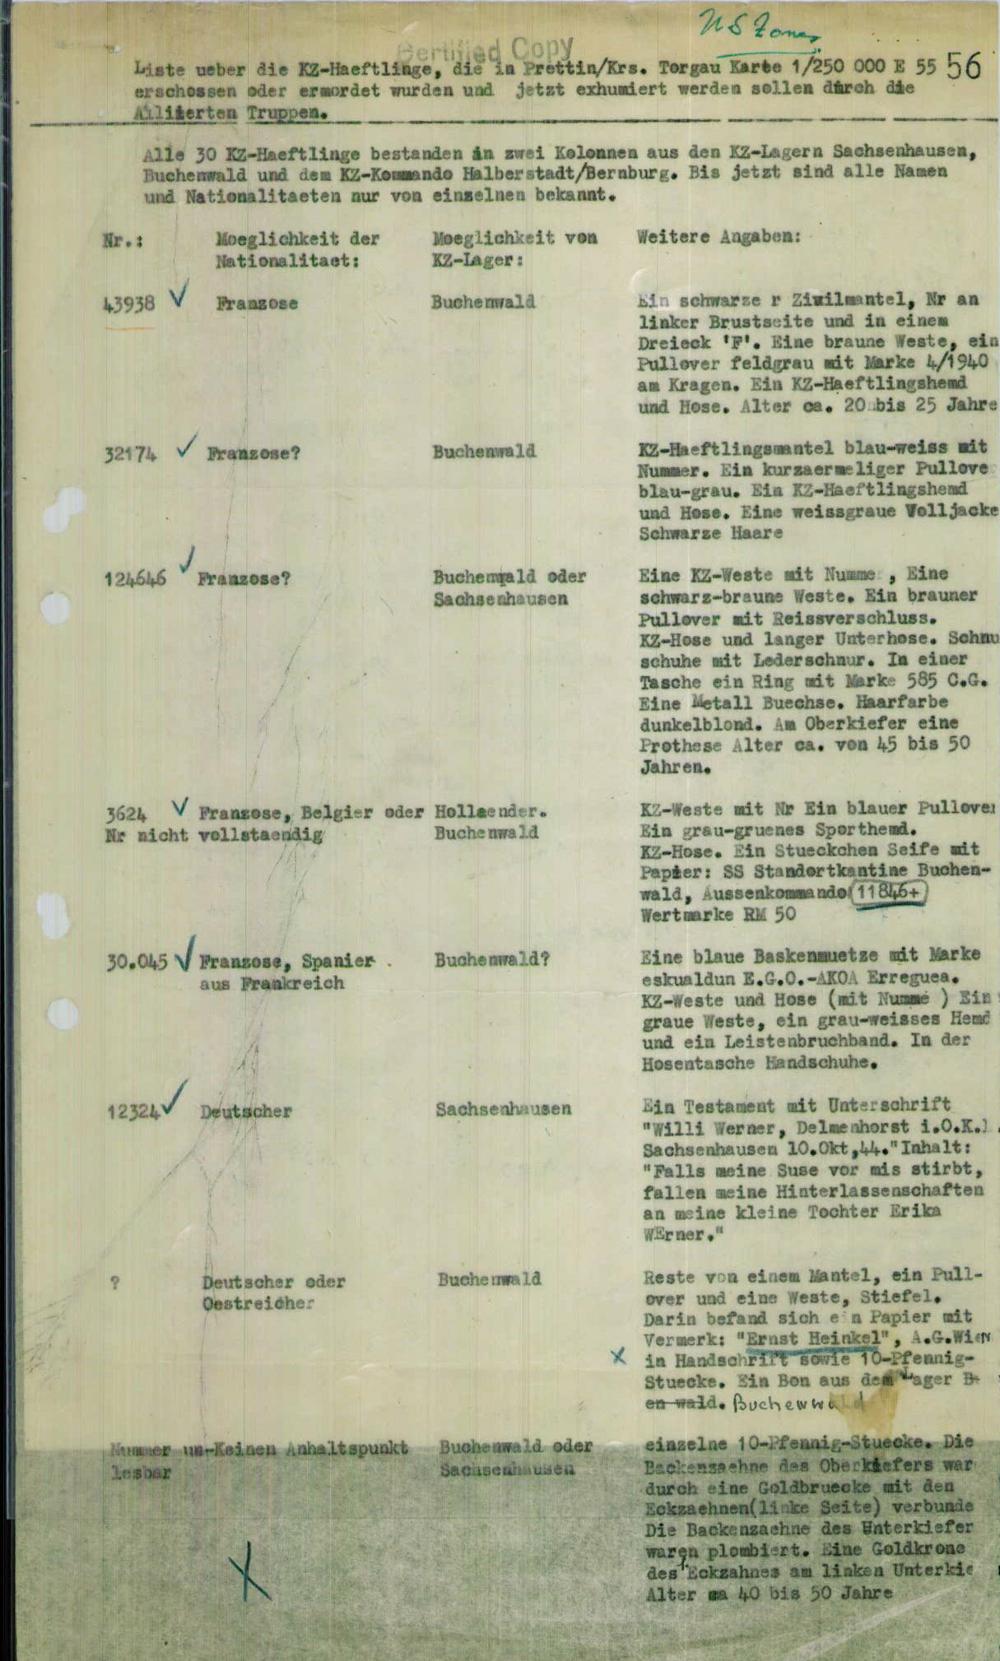 US Zone
Certified Copy
Liste ueber die KZ-Haeftlinge, die in Prettin/Krs. Torgau Karte 1/250 000 E 55 56
erschossen oder ermordet wurden und jetzt exhumiert werden sollen durch die
Alliierten Truppen.
Alle 30 KZ-Haeftlinge bestanden in zwei Kolonnen aus den KZ-Lagern Sachsenhausen,
Buchenwald und dem KZ-Kommando Halberstadt/Bernburg. Bis jetzt sind alle Namen
und Nationalitaeten nur von einzelnen bekannt.
Nr.: Moeglichkeit der Moeglichkeit von Weitere Angaben:
Nationalitaet: KZ-Lager:
43938 ✓ Franzose Buchenwald Ein schwarze r Zivilmantel, Nr an
linker Brustseite und in einem
Dreieck 'F'. Eine braune Weste, ein
Pullover feldgrau mit Marke 4/1940
am Kragen. Ein KZ-Haeftlingshemd
und Hose. Alter ca. 20 bis 25 Jahre
32174 ✓ Franzose? Buchenwald KZ-Haeftlingsmantel blau-weiss mit
Nummer. Ein kurzaermeliger Pullove
blau-grau. Ein KZ-Haeftlingshemd
und Hose. Eine weissgraue Wolljacke
Schwarze Haare
124646 ✓ Franzose? Buchenwald oder Eine KZ-Weste mit Numme , Eine
Sachsenhausen schwarz-braune Weste. Ein brauner
Pullover mit Reissverschluss.
KZ-Hose und langer Unterhose. Schnu
schuhe mit Lederschnur. In einer
Tasche ein Ring mit Marke 585 C.G.
Eine Metall Buechse. Haarfarbe
dunkelblond. Am Oberkiefer eine
Prothese Alter ca. von 45 bis 50
Jahren.
3624 ✓ Franzose, Belgier oder Hollaender. KZ-Weste mit Nr Ein blauer Pullover
Nr nicht vollstaendig Buchenwald Ein grau-gruenes Sporthemd.
KZ-Hose. Ein Stueckchen Seife mit
Papier: SS Standortkantine Buchen-
wald, Aussenkommando 11846+
Wertmarke RM 50
30.045 ✓ Franzose, Spanier . Buchenwald? Eine blaue Baskenmuetze mit Marke
aus Frankreich eskualdun E.G.O.-AKOA Erreguea.
KZ-Weste und Hose (mit Numme ) Ein
graue Weste, ein grau-weisses Hemd
und ein Leistenbruchband. In der
Hosentasche Handschuhe.
12324 ✓ Deutscher Sachsenhausen Ein Testament mit Unterschrift
"Willi Werner, Delmenhorst i.O.K.)
Sachsenhausen 10.Okt,44." Inhalt:
"Falls meine Suse vor mis stirbt,
fallen meine Hinterlassenschaften
an meine kleine Tochter Erika
WErner."
? Deutscher oder Buchenwald Reste von einem Mantel, ein Pull-
Oestreicher over und eine Weste, Stiefel.
Darin befand sich ein Papier mit
Vermerk: "Ernst Heinkel", A.G.Wien
x in Handschrift sowie 10-Pfennig-
Stuecke. Ein Bon aus dem Lager B
en wald. Buchenwald
Nummer un- Keinen Anhaltspunkt Buchenwald oder einzelne 10-Pfennig-Stuecke. Die
lesbar Sachsenhausen Backenzaehne des Oberkiefers war
durch eine Goldbruecke mit den
Eckzaehnen(linke Seite) verbunde
Die Backenzaehne des Unterkiefer
waren plombiert. Eine Goldkrone
X des Eckzahnes am linken Unterkie
Alter ca 40 bis 50 Jahre